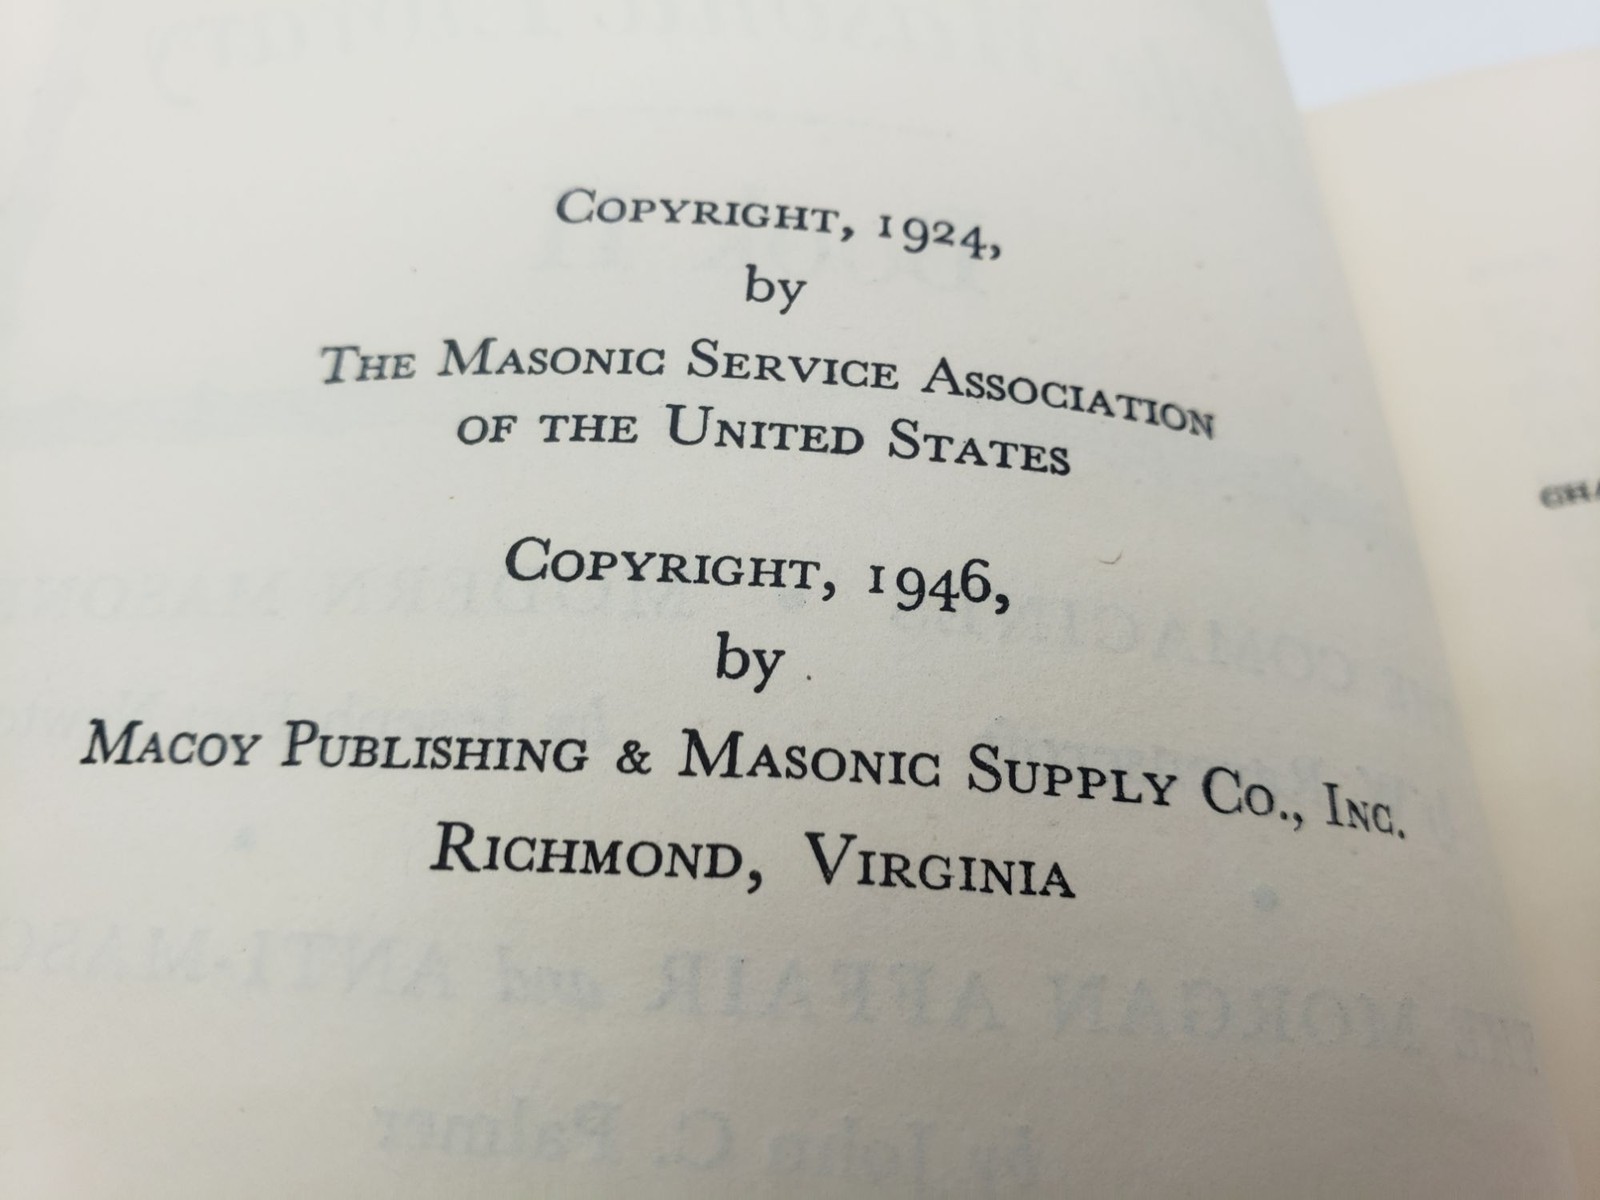 COPYRIGHT, 1924,
by
THE MASONIC SERVICE ASSOCIATION
OF THE UNITED STATES
COPYRIGHT, 1946,
by
MACOY PUBLISHING & MASONIC SUPPLY CO., INC.
RICHMOND, VIRGINIA